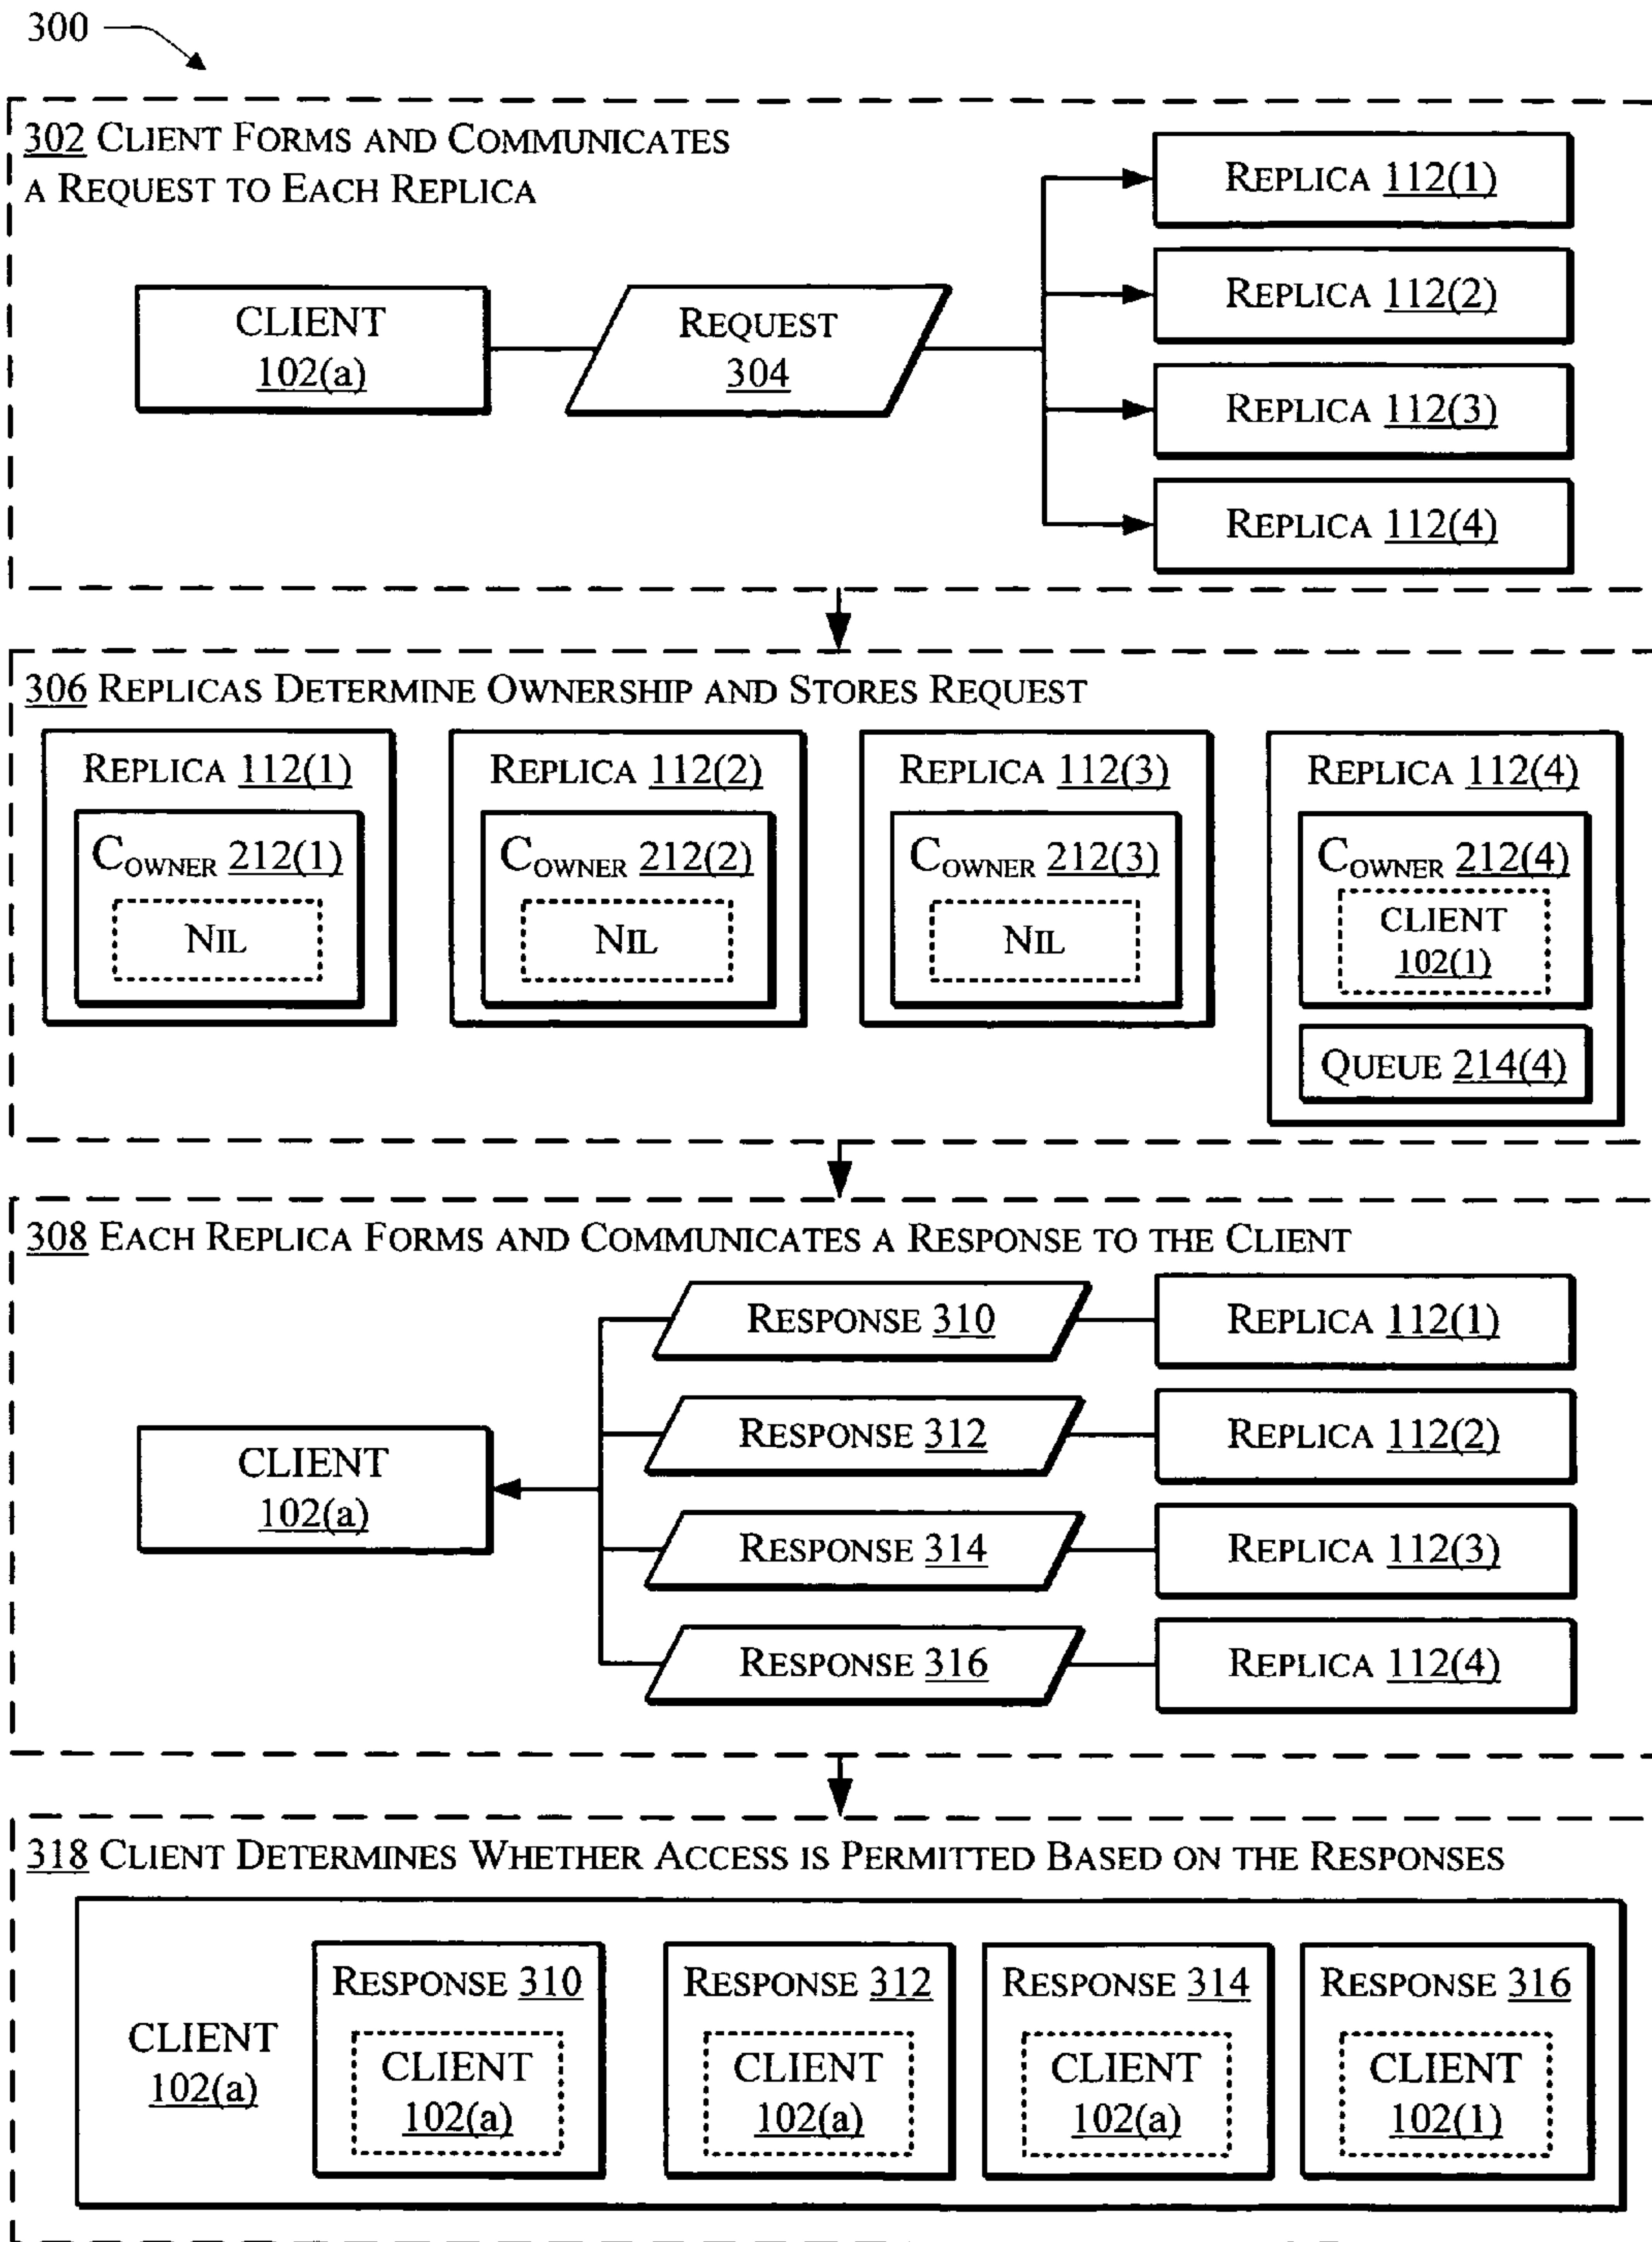 300
302 CLIENT FORMS AND COMMUNICATES
A REQUEST TO EACH REPLICA
CLIENT
102(a)
REQUEST
304
REPLICA 112(1)
REPLICA 112(2)
REPLICA 112(3)
REPLICA 112(4)
306 REPLICAS DETERMINE OWNERSHIP AND STORES REQUEST
REPLICA 112(1)
COWNER 212(1)
NIL
REPLICA 112(2)
COWNER 212(2)
NIL
REPLICA 112(3)
COWNER 212(3)
NIL
REPLICA 112(4)
COWNER 212(4)
CLIENT
102(1)
QUEUE 214(4)
308 EACH REPLICA FORMS AND COMMUNICATES A RESPONSE TO THE CLIENT
CLIENT
102(a)
RESPONSE 310
REPLICA 112(1)
RESPONSE 312
REPLICA 112(2)
RESPONSE 314
REPLICA 112(3)
RESPONSE 316
REPLICA 112(4)
318 CLIENT DETERMINES WHETHER ACCESS IS PERMITTED BASED ON THE RESPONSES
CLIENT
102(a)
RESPONSE 310
CLIENT
102(a)
RESPONSE 312
CLIENT
102(a)
RESPONSE 314
CLIENT
102(a)
RESPONSE 316
CLIENT
102(1)